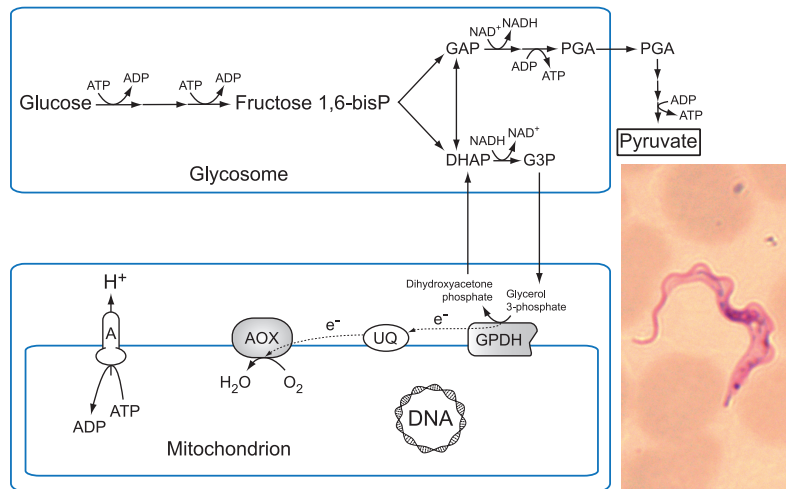 NAD⁺ NADH
GAP PGA PGA
ADP
ATP
ATP ADP ATP ADP
Glucose Fructose 1,6-bisP
ADP
ATP
NADH NAD⁺
Pyruvate
DHAP G3P
Glycosome
H⁺
Dihydroxyacetone
phosphate
Glycerol
3-phosphate
A
e⁻ e⁻
AOX UQ GPDH
H₂O O₂
ADP ATP
DNA
Mitochondrion